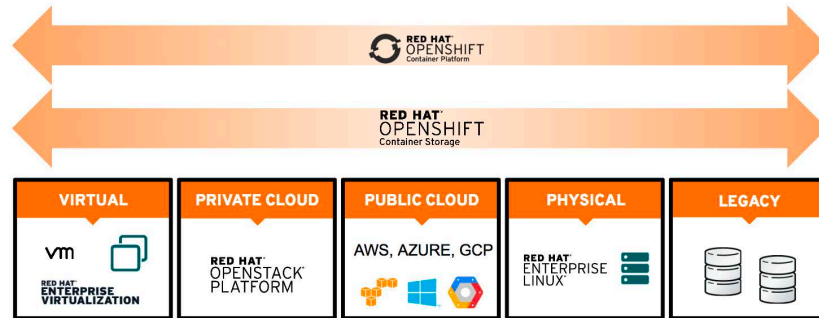 RED HAT®
OPENSHIFT
Container Platform
RED HAT®
OPENSHIFT
Container Storage
VIRTUAL
PRIVATE CLOUD
PUBLIC CLOUD
PHYSICAL
LEGACY
vm
RED HAT®
ENTERPRISE
VIRTUALIZATION
RED HAT®
OPENSTACK®
PLATFORM
AWS, AZURE, GCP
RED HAT®
ENTERPRISE
LINUX®